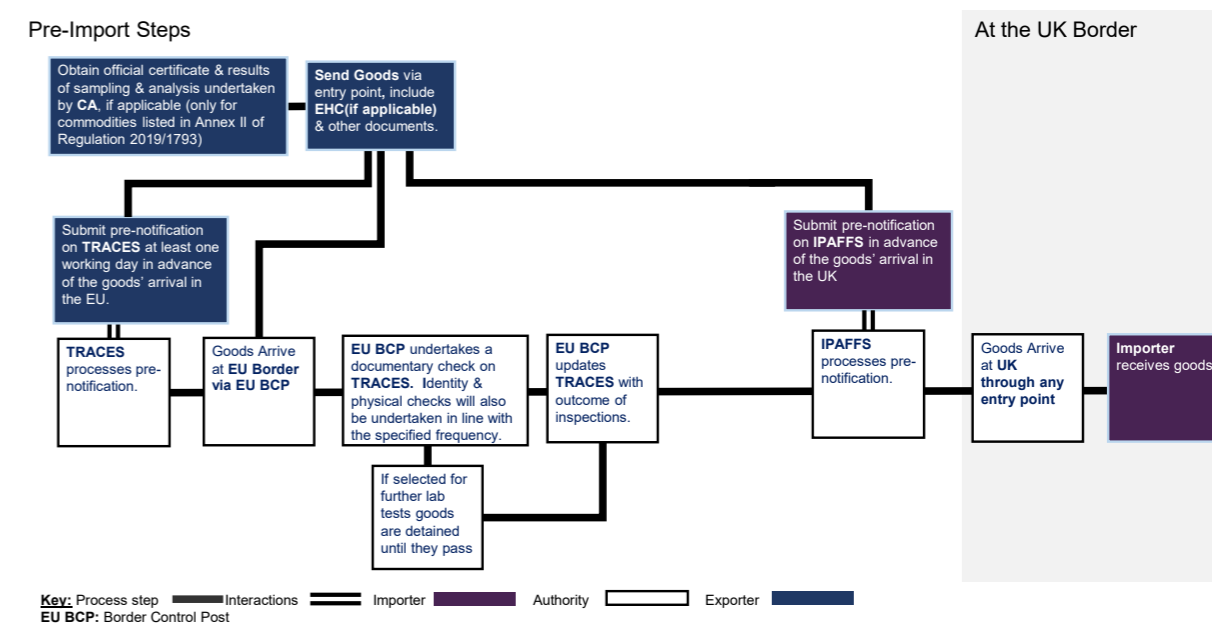 Pre-Import Steps
At the UK Border
Obtain official certificate & results
of sampling & analysis undertaken
by CA, if applicable (only for
commodities listed in Annex II of
Regulation 2019/1793)
Send Goods via
entry point, include
EHC(if applicable)
& other documents.
Submit pre-notification
on TRACES at least one
working day in advance
of the goods’ arrival in
the EU.
Submit pre-notification
on IPAFFS in advance
of the goods’ arrival in
the UK
TRACES
processes pre-
notification.
Goods Arrive
at EU Border
via EU BCP
EU BCP undertakes a
documentary check on
TRACES. Identity &
physical checks will also
be undertaken in line with
the specified frequency.
EU BCP
updates
TRACES with
outcome of
inspections.
IPAFFS
processes pre-
notification.
Goods Arrive
at UK
through any
entry point
Importer
receives goods
If selected for
further lab
tests goods
are detained
until they pass
Key: Process step Interactions Importer Authority Exporter
EU BCP: Border Control Post